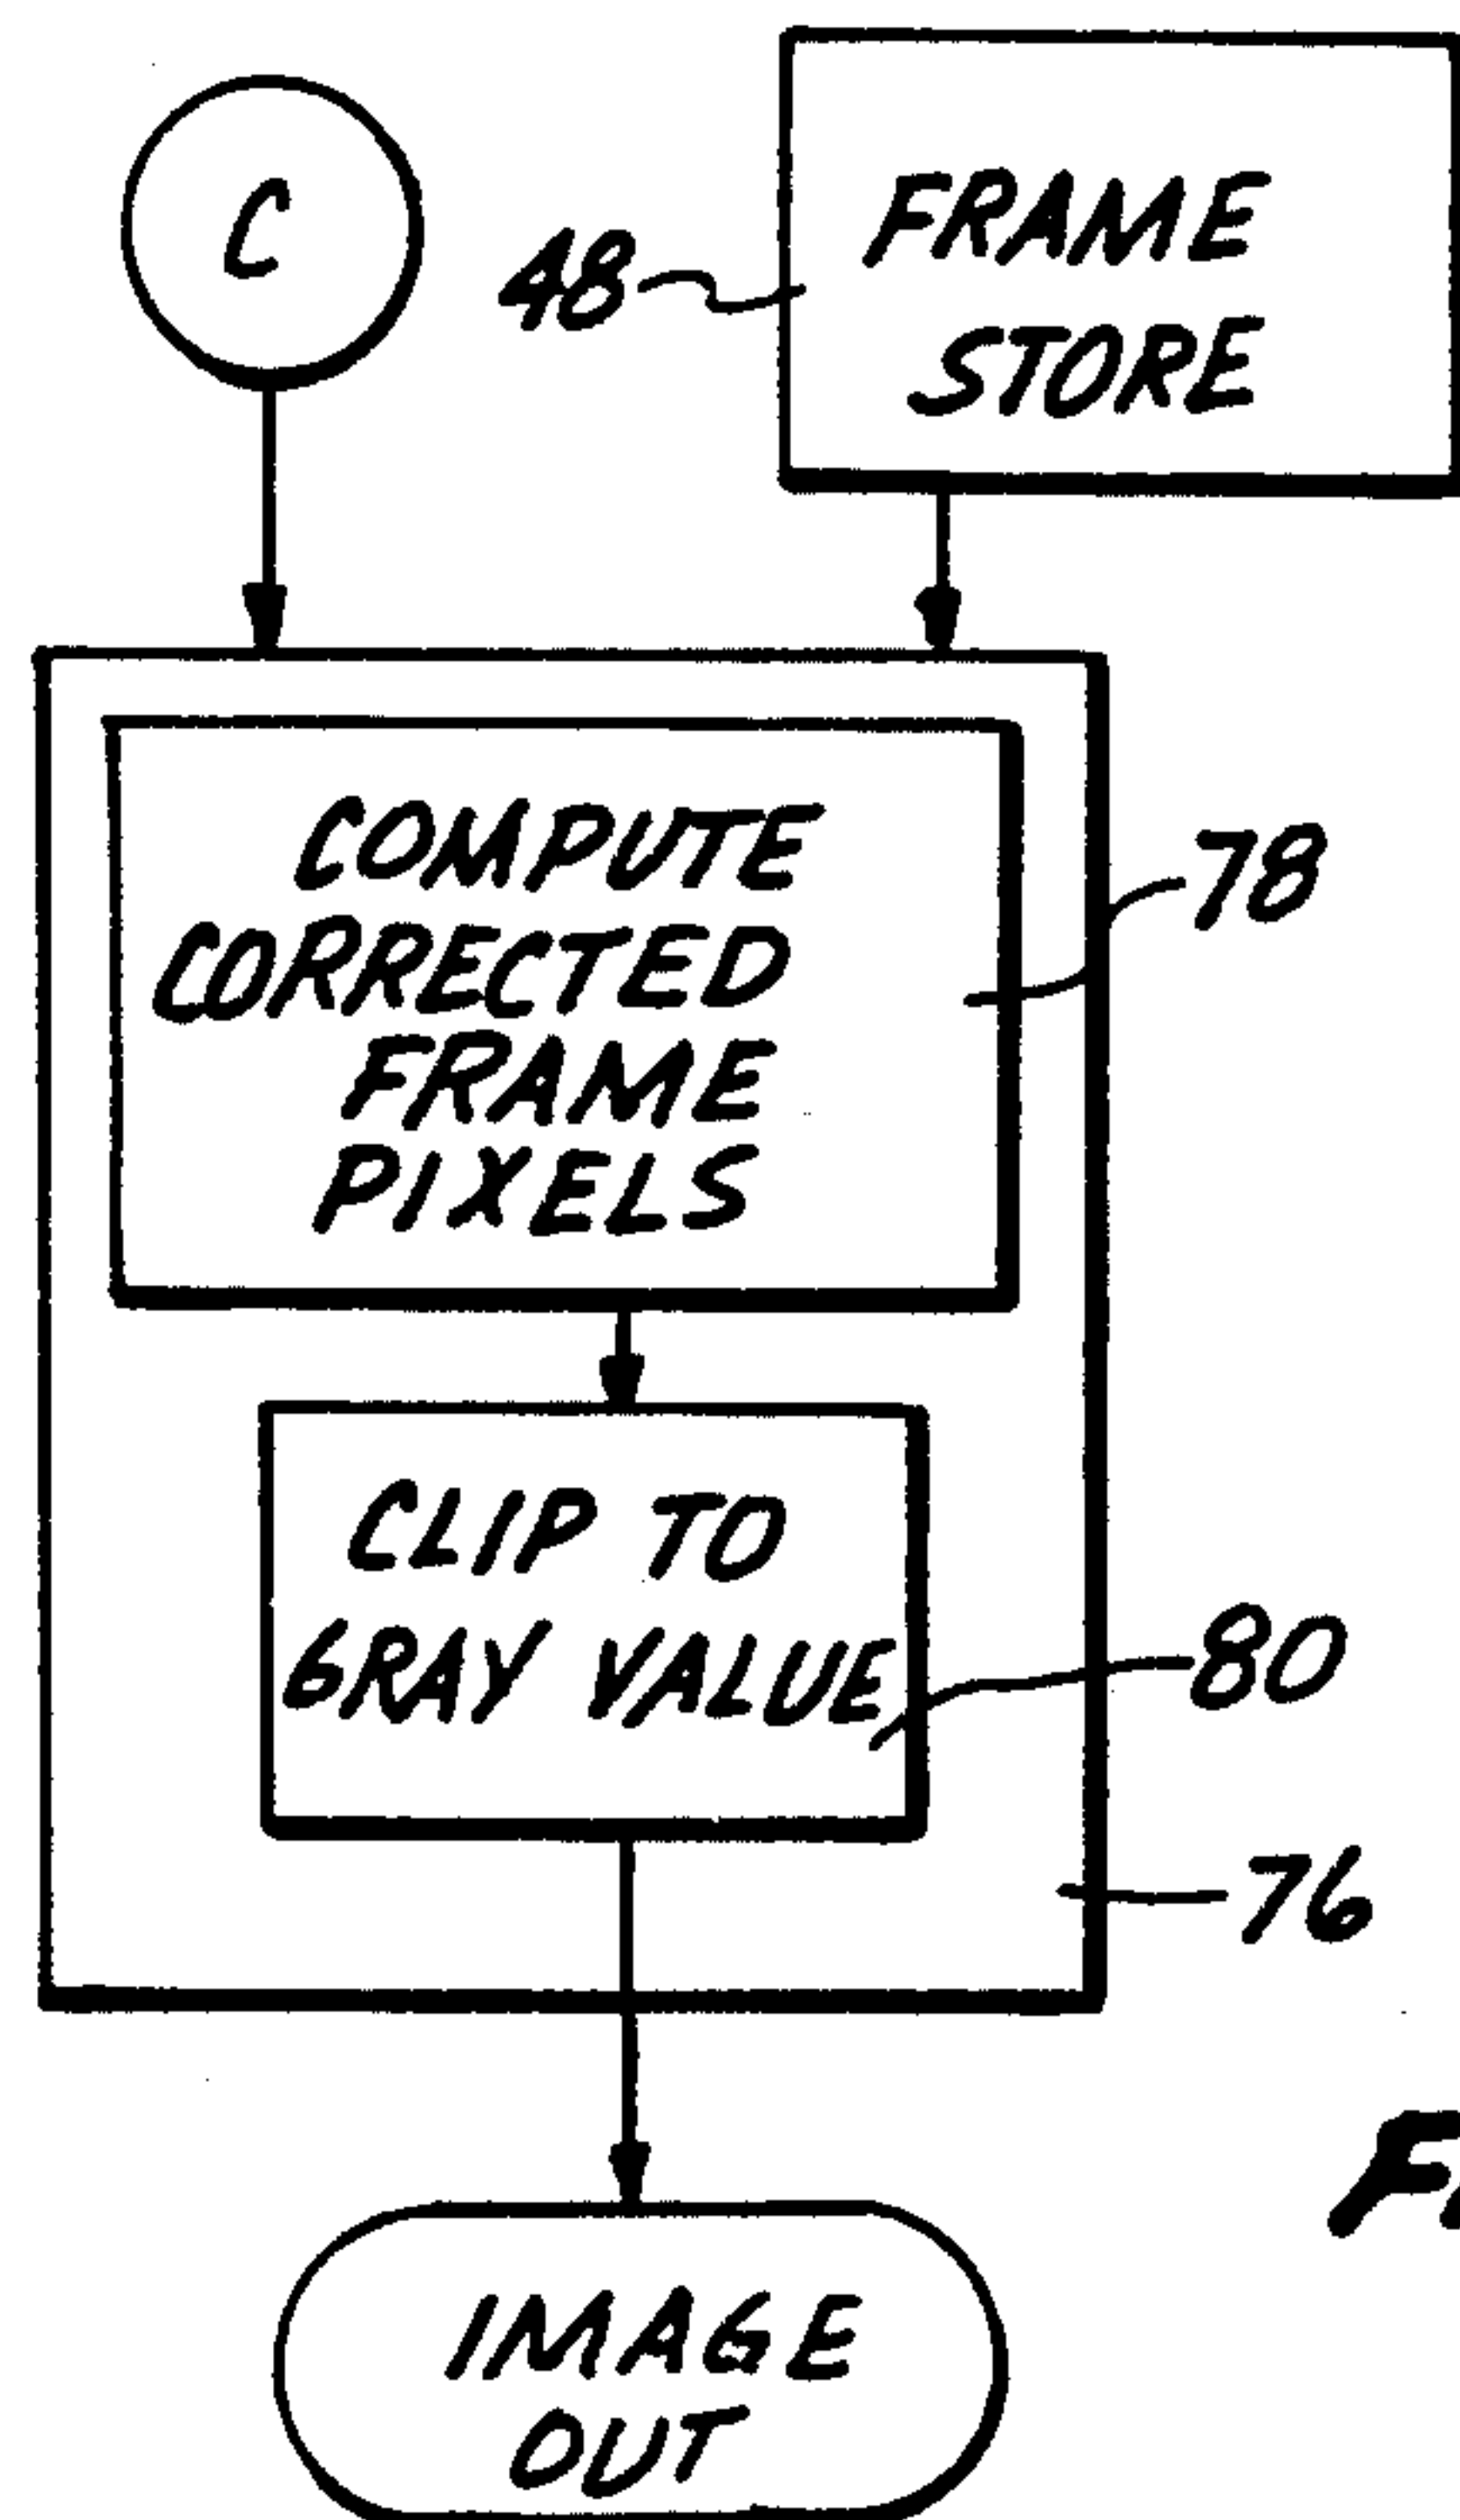 C
48
FRAME
STORE
COMPUTE
CORRECTED
FRAME
PIXELS
78
CLIP TO
GRAY VALUE
80
76
IMAGE
OUT